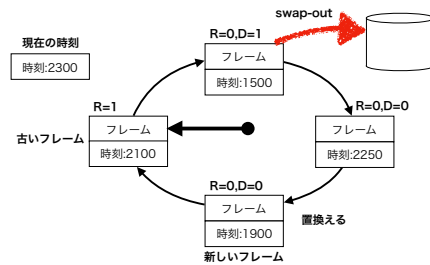 swap-out
現在の時刻
時刻:2300
R=0,D=1
フレーム
時刻:1500
R=1
フレーム
時刻:2100
古いフレーム
R=0,D=0
フレーム
時刻:2250
R=0,D=0
フレーム
時刻:1900
置換える
新しいフレーム